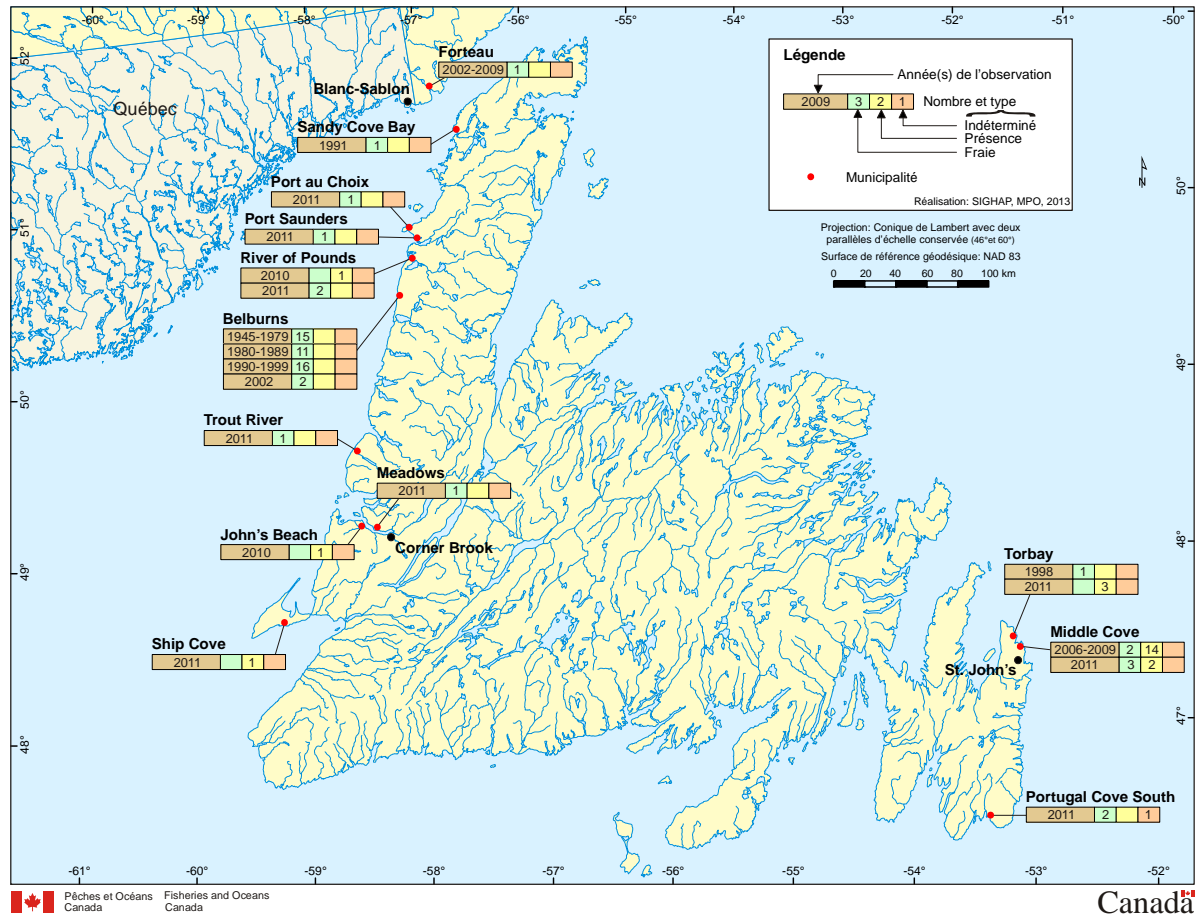 -60°
-59°
-58°
-57°
-56°
-55°
-54°
-53°
-52°
-51°
-50°
52°
51°
50°
49°
48°
50°
49°
48°
47°
-61°
-60°
-59°
-58°
-57°
-56°
-55°
-54°
-53°
-52°
Québec
Forteau
2002-2009 1
Blanc-Sablon
Sandy Cove Bay
1991 1
Port au Choix
2011 1
Port Saunders
2011 1
River of Pounds
2010 1
2011 2
Belburns
1945-1979 15
1980-1989 11
1990-1999 16
2002 2
Trout River
2011 1
Meadows
2011 1
John's Beach
2010 1
Corner Brook
Ship Cove
2011 1
Torbay
1998 1
2011 3
Middle Cove
2006-2009 2 14
2011 3 2
St. John's
Portugal Cove South
2011 2 1
Légende
Année(s) de l'observation
2009 3 2 1 Nombre et type
Indéterminé
Présence
Fraie
Municipalité
Réalisation: SIGHAP, MPO, 2013
N
Projection: Conique de Lambert avec deux
parallèles d'échelle conservée (46°et 60°)
Surface de référence géodésique: NAD 83
0 20 40 60 80 100 km
Pêches et Océans
Canada
Fisheries and Oceans
Canada
Canada